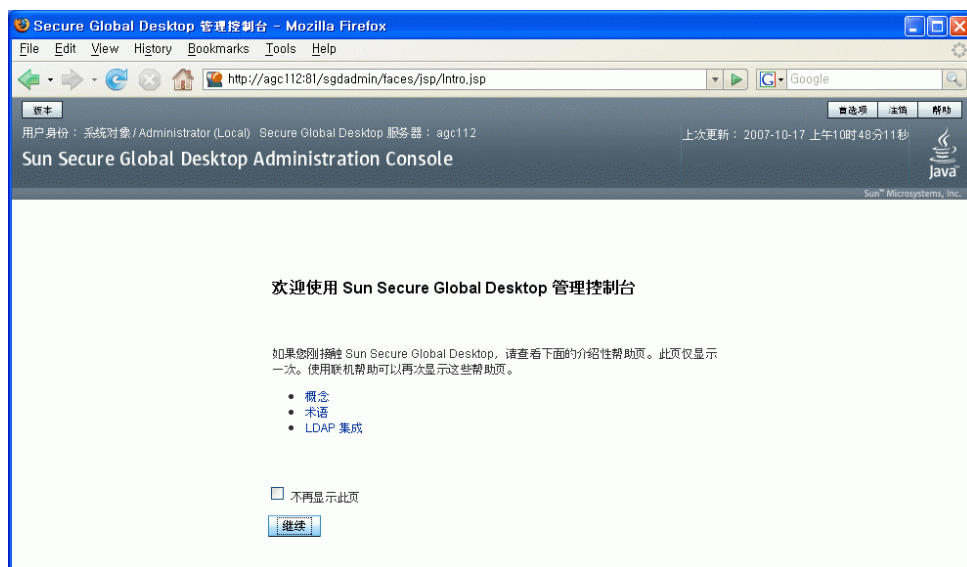 Secure Global Desktop 管理控制台 - Mozilla Firefox
File Edit View History Bookmarks Tools Help
http://agc112:81/sgdadmin/faces/jsp/Intro.jsp
Google
版本
首选项 注销 帮助
用户身份： 系统对象 / Administrator (Local) Secure Global Desktop 服务器： agc112
上次更新： 2007-10-17 上午10时48分11秒
Sun Secure Global Desktop Administration Console
Java™
Sun™ Microsystems, Inc.
欢迎使用 Sun Secure Global Desktop 管理控制台
如果您刚接触 Sun Secure Global Desktop，请查看下面的介绍性帮助页。此页仅显示
一次。使用联机帮助可以再次显示这些帮助页。
概念
术语
LDAP 集成
不再显示此页
继续